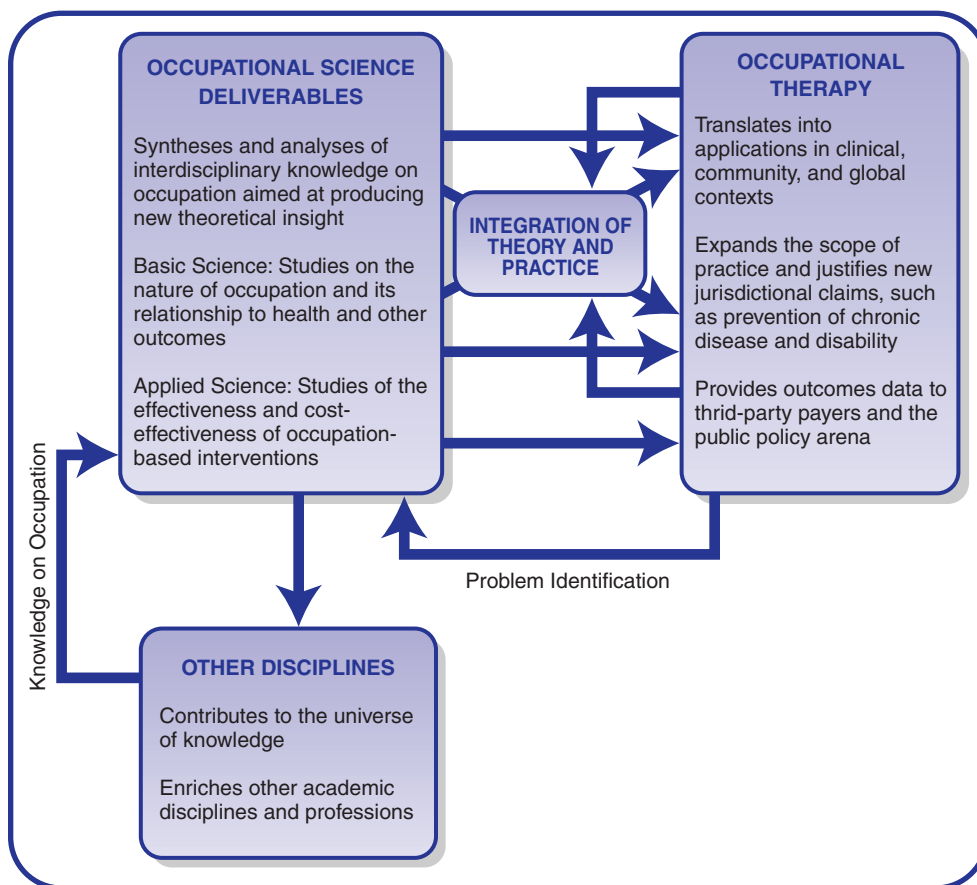 OCCUPATIONAL SCIENCE
DELIVERABLES
Syntheses and analyses of
interdisciplinary knowledge on
occupation aimed at producing
new theoretical insight
Basic Science: Studies on the
nature of occupation and its
relationship to health and other
outcomes
Applied Science: Studies of the
effectiveness and cost-
effectiveness of occupation-
based interventions
INTEGRATION OF
THEORY AND
PRACTICE
OCCUPATIONAL
THERAPY
Translates into
applications in clinical,
community, and global
contexts
Expands the scope of
practice and justifies new
jurisdictional claims, such
as prevention of chronic
disease and disability
Provides outcomes data to
thrid-party payers and the
public policy arena
Problem Identification
Knowledge on Occupation
OTHER DISCIPLINES
Contributes to the universe
of knowledge
Enriches other academic
disciplines and professions